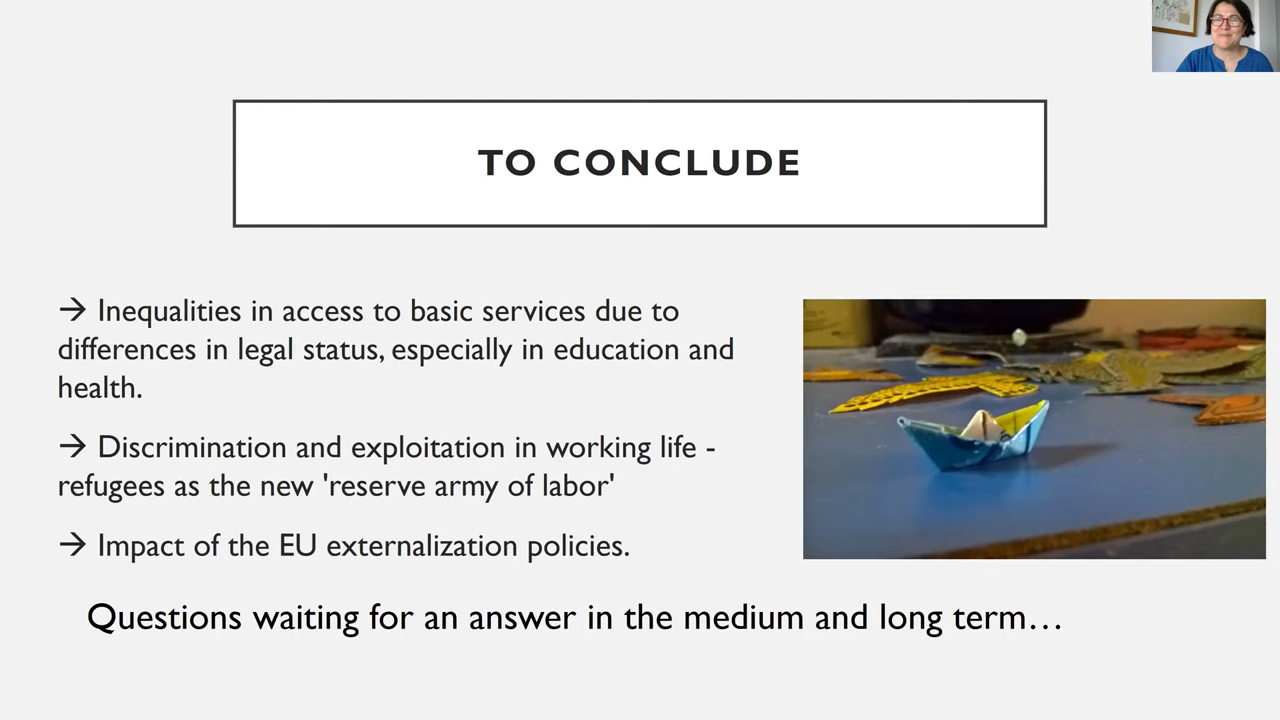 TO CONCLUDE
→ Inequalities in access to basic services due to
differences in legal status, especially in education and
health.
→ Discrimination and exploitation in working life -
refugees as the new 'reserve army of labor'
→ Impact of the EU externalization policies.
Questions waiting for an answer in the medium and long term…